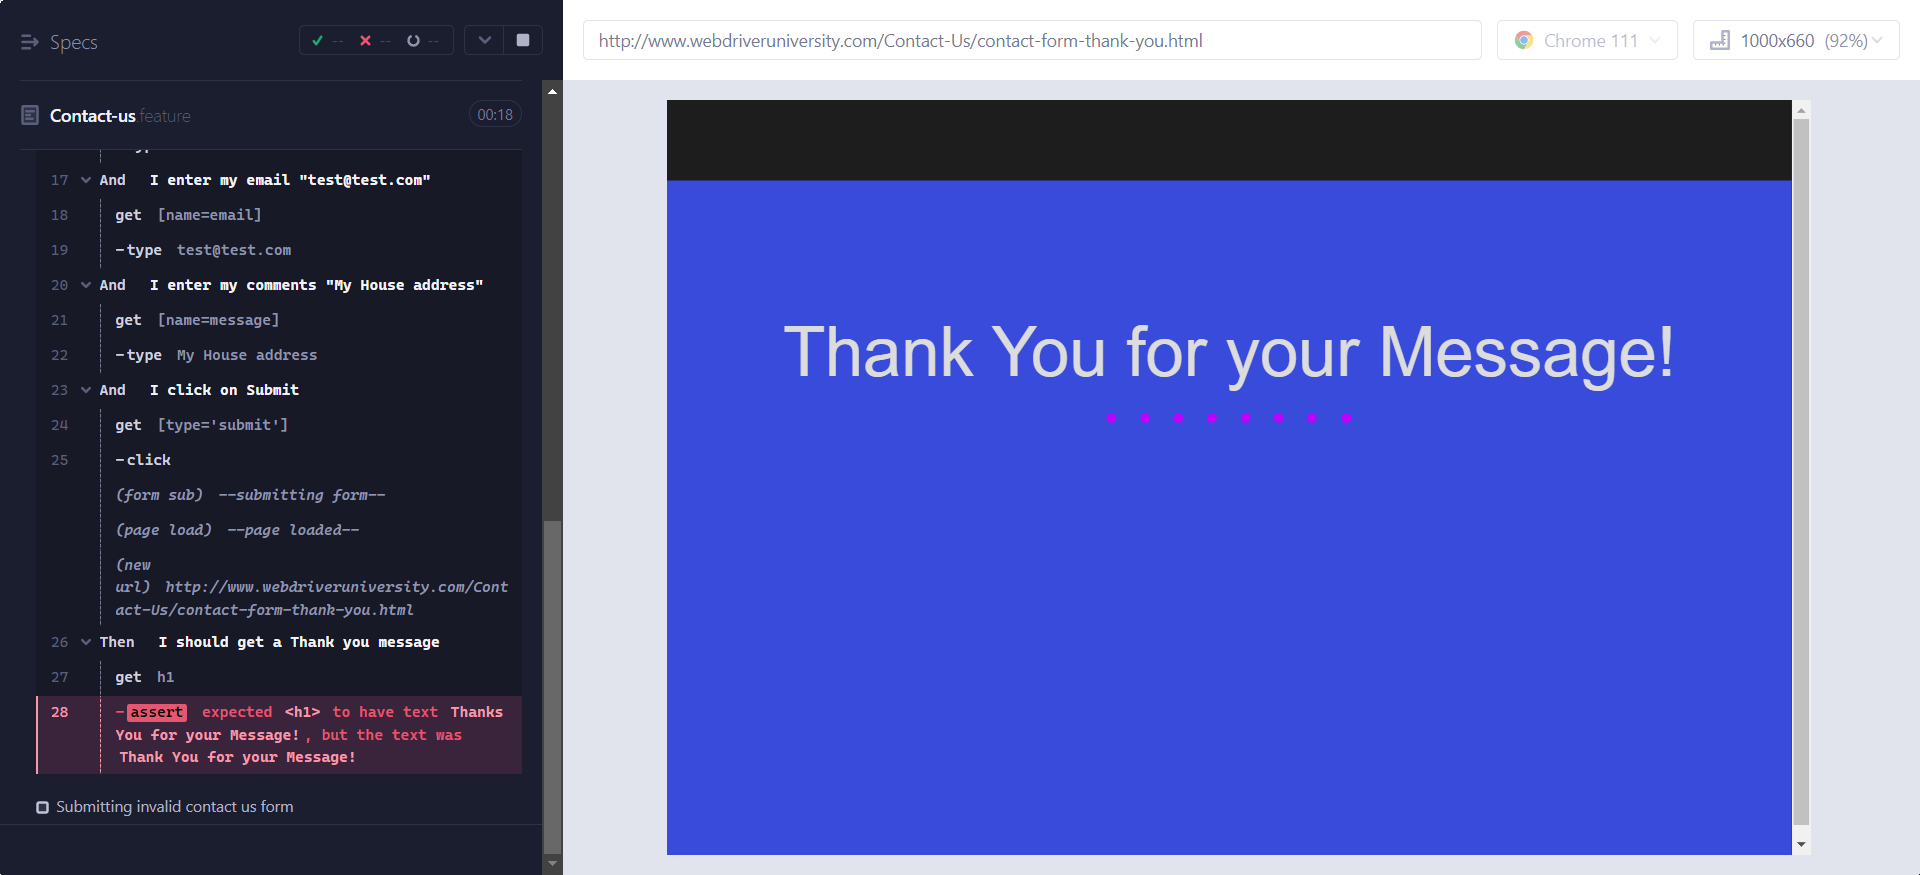 Specs
-- -- --
Contact-us feature
00:18
17 And I enter my email "test@test.com"
18 get [name=email]
19 -type test@test.com
20 And I enter my comments "My House address"
21 get [name=message]
22 -type My House address
23 And I click on Submit
24 get [type='submit']
25 -click
(form sub) --submitting form--
(page load) --page loaded--
(new
url) http://www.webdriveruniversity.com/Cont
act-Us/contact-form-thank-you.html
26 Then I should get a Thank you message
27 get h1
28 -assert expected <h1> to have text Thanks
You for your Message!, but the text was
Thank You for your Message!
Submitting invalid contact us form
http://www.webdriveruniversity.com/Contact-Us/contact-form-thank-you.html
Chrome 111
1000x660 (92%)
Thank You for your Message!